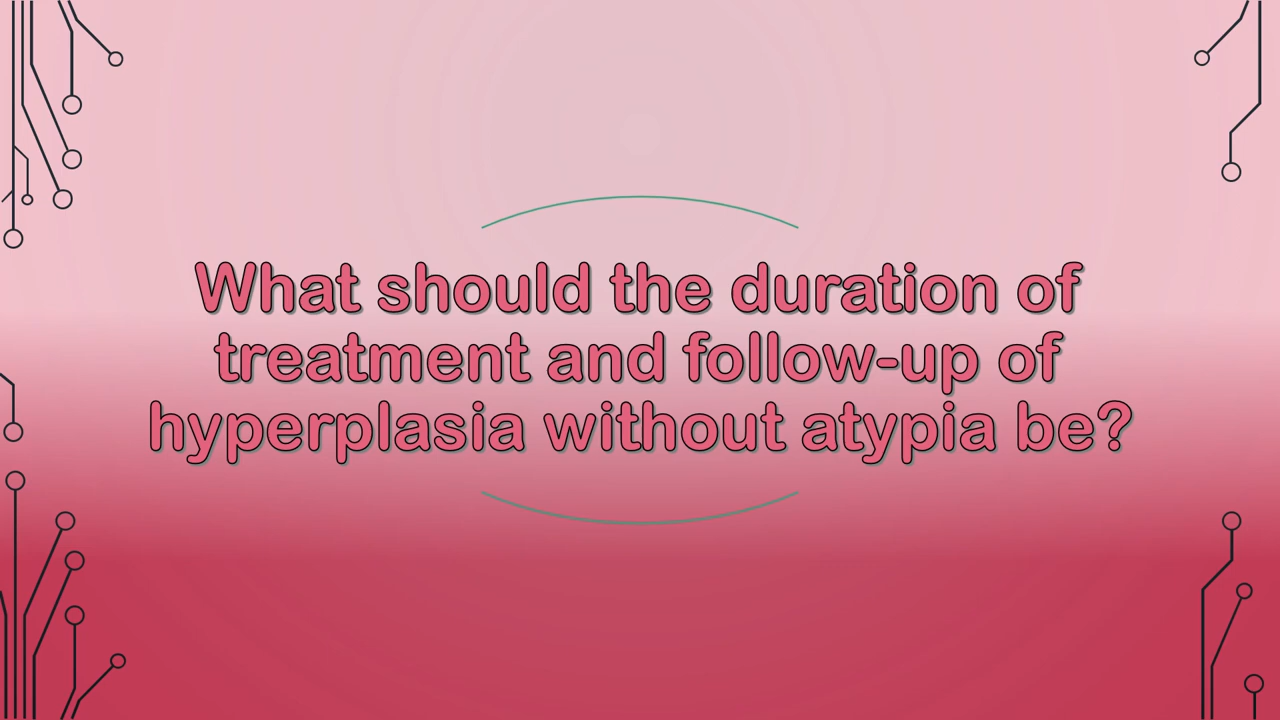 What should the duration of
treatment and follow-up of
hyperplasia without atypia be?